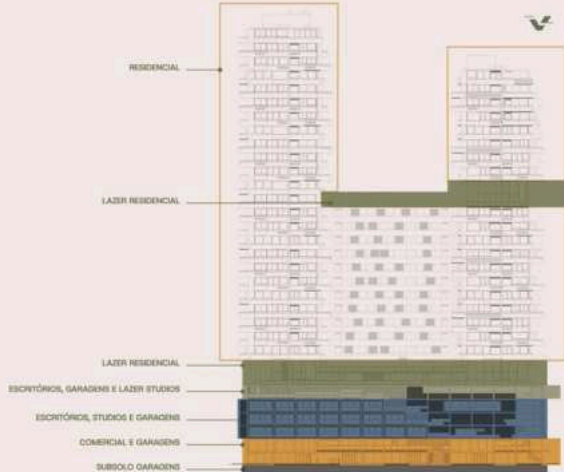 RESIDENCIAL
LAZER RESIDENCIAL
LAZER RESIDENCIAL
ESCRITÓRIOS, GARAGENS E LAZER STUDIOS
ESCRITÓRIOS, STUDIOS E GARAGENS
COMERCIAL E GARAGENS
SUBSOLO GARAGENS